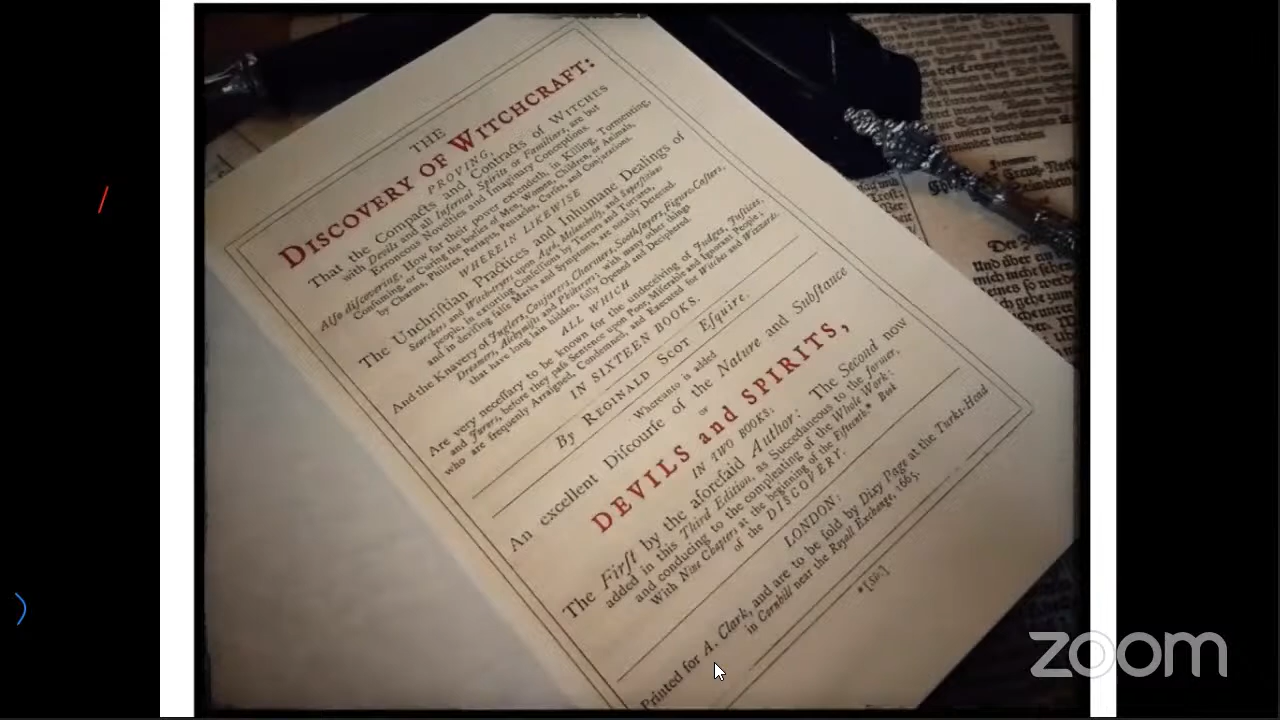 THE
DISCOVERY OF WITCHCRAFT:
PROVING,
That the Compacts and Contracts of WITCHES
with Devils and all Infernal Spirits or Familiars, are but
Erroneous Novelties and Imaginary Conceptions.
Also diſcovering, How far their Power extendeth, in Killing, Tormenting,
Conſuming, or Curing the bodies of Men, Women, Children, or Animals,
by Charms, Philtres, Periapts, Pentacles, Curſes, and Conjurations.
WHEREIN LIKEWISE
The Unchriſtian Practices and Inhumane Dealings of
Searchers and Witch-tryers upon Aged, Melancholly, and Superſtitious
people, in extorting Confeſſions by Terrors and Tortures,
and in deviſing falſe Marks and Symptoms, are notably Detected.
And the Knavery of Juglers, Conjurers, Charmers, Soothſayers, Figure-Caſters,
Dreamers, Alchymiſts and Philterers; with many other things
that have long lain hidden, fully Opened and Deciphered.
ALL WHICH
Are very neceſſary to be known for the undeceiving of Judges, Juſtices,
and Jurors, before they paſs Sentence upon Poor, Miſerable and Ignorant People;
who are frequently Arraigned, Condemned, and Executed for Witches and Wizzards.
IN SIXTEEN BOOKS.
By REGINALD SCOT Eſquire.
Whereunto is added
An excellent Diſcourſe of the Nature and Subſtance
OF
DEVILS and SPIRITS,
IN TWO BOOKS:
The Firſt by the aforeſaid Author: The Second now
added in this Third Edition, as Succedaneous to the former,
and conducing to the compleating of the Whole Work:
With Nine Chapters at the beginning of the Fifteenth.* Book
of the DISCOVERY.
LONDON:
Printed for A. Clark, and are to be ſold by Dixy Page at the Turks-Head
in Cornhill near the Royall Exchange, 1665.
*[Sic.]
zoom